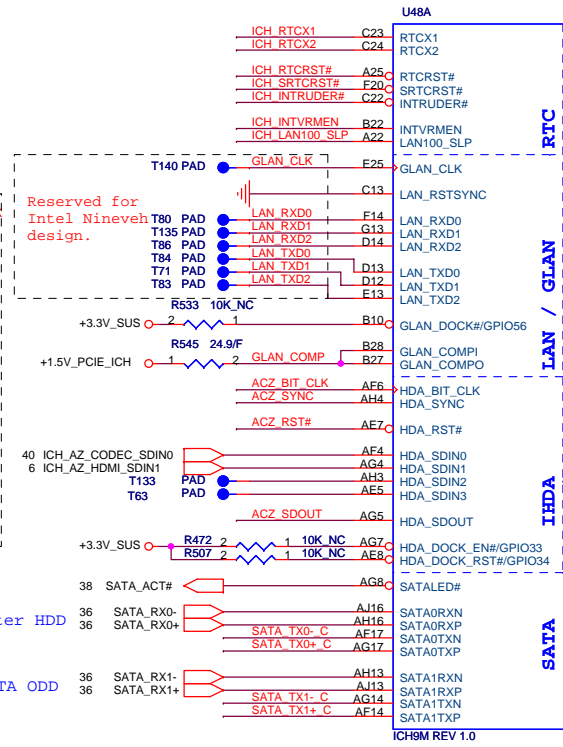 U48A
ICH_RTCX1 C23 RTCX1
ICH_RTCX2 C24 RTCX2
ICH_RTCRST# A25 RTCRST#
ICH_SRTCRST# F20 SRTCRST#
ICH_INTRUDER# C22 INTRUDER#
RTC
ICH_INTVRMEN B22 INTVRMEN
ICH_LAN100_SLP A22 LAN100_SLP
T140 PAD GLAN_CLK E25 GLAN_CLK
C13 LAN_RSTSYNC
Reserved for
Intel Nineveh
design.
T80 PAD LAN_RXD0 F14 LAN_RXD0
T135 PAD LAN_RXD1 G13 LAN_RXD1
T86 PAD LAN_RXD2 D14 LAN_RXD2
T84 PAD LAN_TXD0 D13 LAN_TXD0
T71 PAD LAN_TXD1 D12 LAN_TXD1
T83 PAD LAN_TXD2 E13 LAN_TXD2
LAN / GLAN
R533 10K_NC
+3.3V_SUS 2 1 B10 GLAN_DOCK#/GPIO56
R545 24.9/F
B28 GLAN_COMPI
+1.5V_PCIE_ICH 1 2 GLAN_COMP B27 GLAN_COMPO
ACZ_BIT_CLK AF6 HDA_BIT_CLK
ACZ_SYNC AH4 HDA_SYNC
ACZ_RST# AE7 HDA_RST#
40 ICH_AZ_CODEC_SDIN0 AF4 HDA_SDIN0
6 ICH_AZ_HDMI_SDIN1 AG4 HDA_SDIN1
T133 PAD AH3 HDA_SDIN2
T63 PAD AE5 HDA_SDIN3
IHDA
ACZ_SDOUT AG5 HDA_SDOUT
+3.3V_SUS R472 2 1 10K_NC AG7 HDA_DOCK_EN#/GPIO33
R507 2 1 10K_NC AE8 HDA_DOCK_RST#/GPIO34
38 SATA_ACT# AG8 SATALED#
36 SATA_RX0- AJ16 SATA0RXN
HDD 36 SATA_RX0+ AH16 SATA0RXP
SATA_TX0-_C AF17 SATA0TXN
SATA_TX0+_C AG17 SATA0TXP
SATA
36 SATA_RX1- AH13 SATA1RXN
TA ODD 36 SATA_RX1+ AJ13 SATA1RXP
SATA_TX1-_C AG14 SATA1TXN
SATA_TX1+_C AF14 SATA1TXP
ICH9M REV 1.0